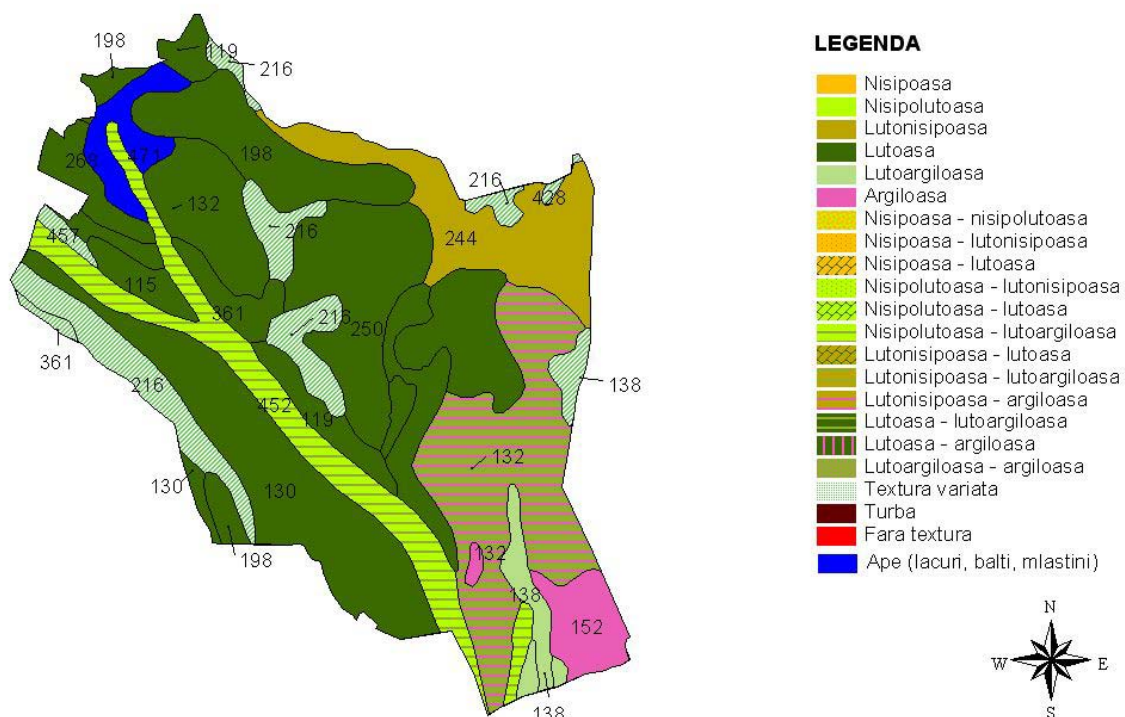 198
119
216
268
471
198
132
216
428
457
216
244
115
361
216
250
361
216
138
452
119
132
130
130
198
132
138
152
138
LEGENDA
Nisipoasa
Nisipolutoasa
Lutonisipoasa
Lutoasa
Lutoargiloasa
Argiloasa
Nisipoasa - nisipolutoasa
Nisipoasa - lutonisipoasa
Nisipoasa - lutoasa
Nisipolutoasa - lutonisipoasa
Nisipolutoasa - lutoasa
Nisipolutoasa - lutoargiloasa
Lutonisipoasa - lutoasa
Lutonisipoasa - lutoargiloasa
Lutonisipoasa - argiloasa
Lutoasa - lutoargiloasa
Lutoasa - argiloasa
Lutoargiloasa - argiloasa
Textura variata
Turba
Fara textura
Ape (lacuri, balti, mlastini)
N
W E
S